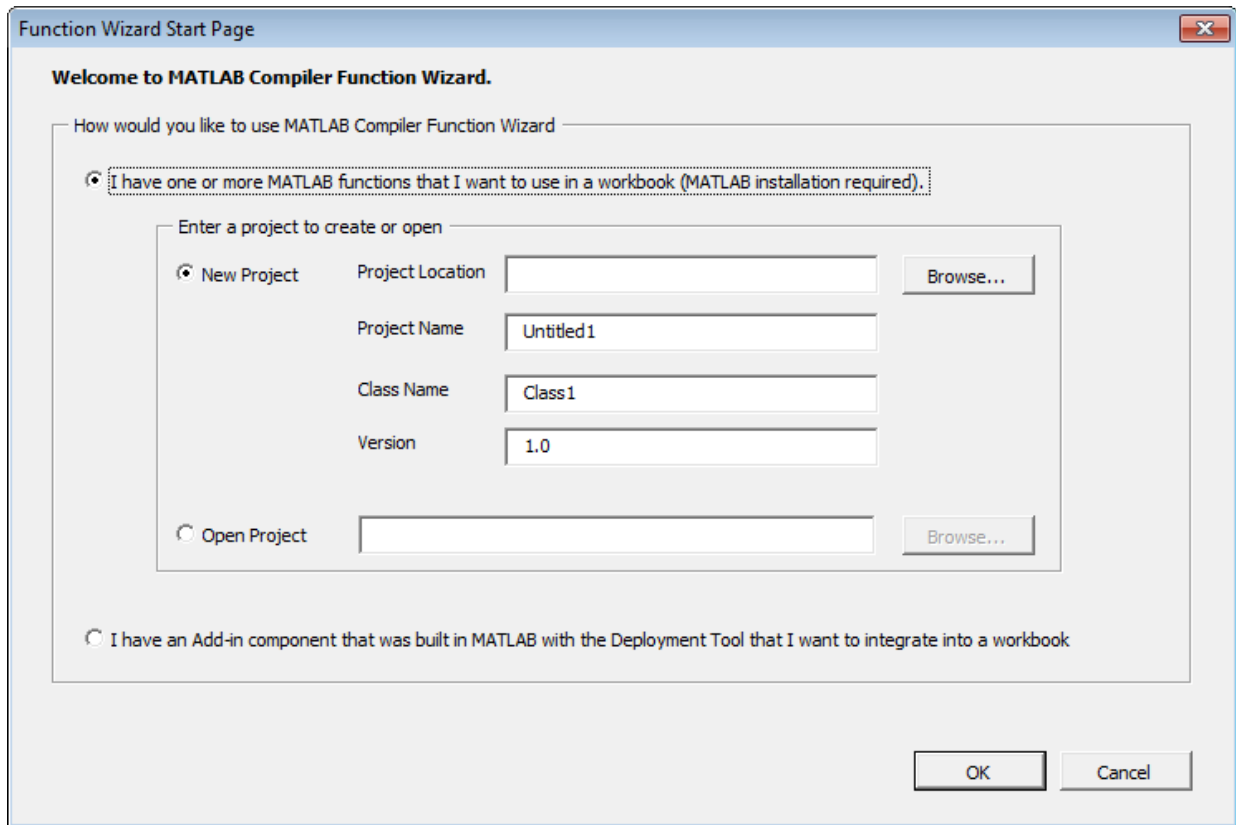 Function Wizard Start Page
Welcome to MATLAB Compiler Function Wizard.
How would you like to use MATLAB Compiler Function Wizard
I have one or more MATLAB functions that I want to use in a workbook (MATLAB installation required).
Enter a project to create or open
New Project Project Location Browse...
Project Name Untitled1
Class Name Class1
Version 1.0
Open Project Browse...
I have an Add-in component that was built in MATLAB with the Deployment Tool that I want to integrate into a workbook
OK Cancel